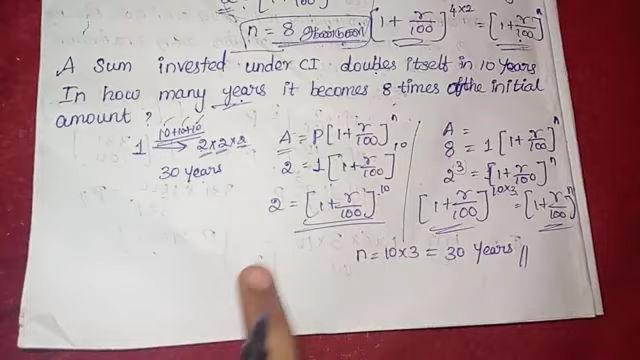 n = 8 ஆண்டுகள் [1 + r/100]^4×2 = [1 + r/100]^n
A Sum invested under CI doubles itself in 10 years
In how many years it becomes 8 times of the initial
amount ?
10+10+10
1 → 2×2×2
30 years
A = P[1 + r/100]^n
2 = 1[1 + r/100]^10
2 = [1 + r/100]^10
A =
8 = 1[1 + r/100]^n
2^3 = [1 + r/100]^n
[1 + r/100]^10×3 = [1 + r/100]^n
n = 10×3 = 30 years //